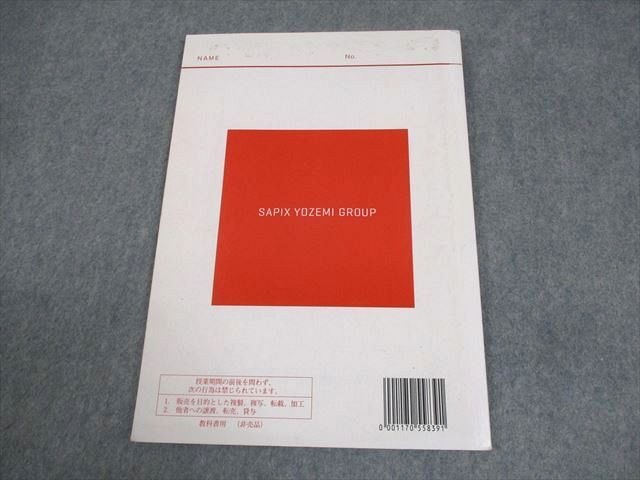 NAME No.
SAPIX YOZEMI GROUP
授業期間の前後を問わず、
次の行為は禁じられています。
1. 販売を目的とした複製、複写、転載、加工
2. 他者への譲渡、転売、貸与
教科書用 (非売品)
0 001170 558391